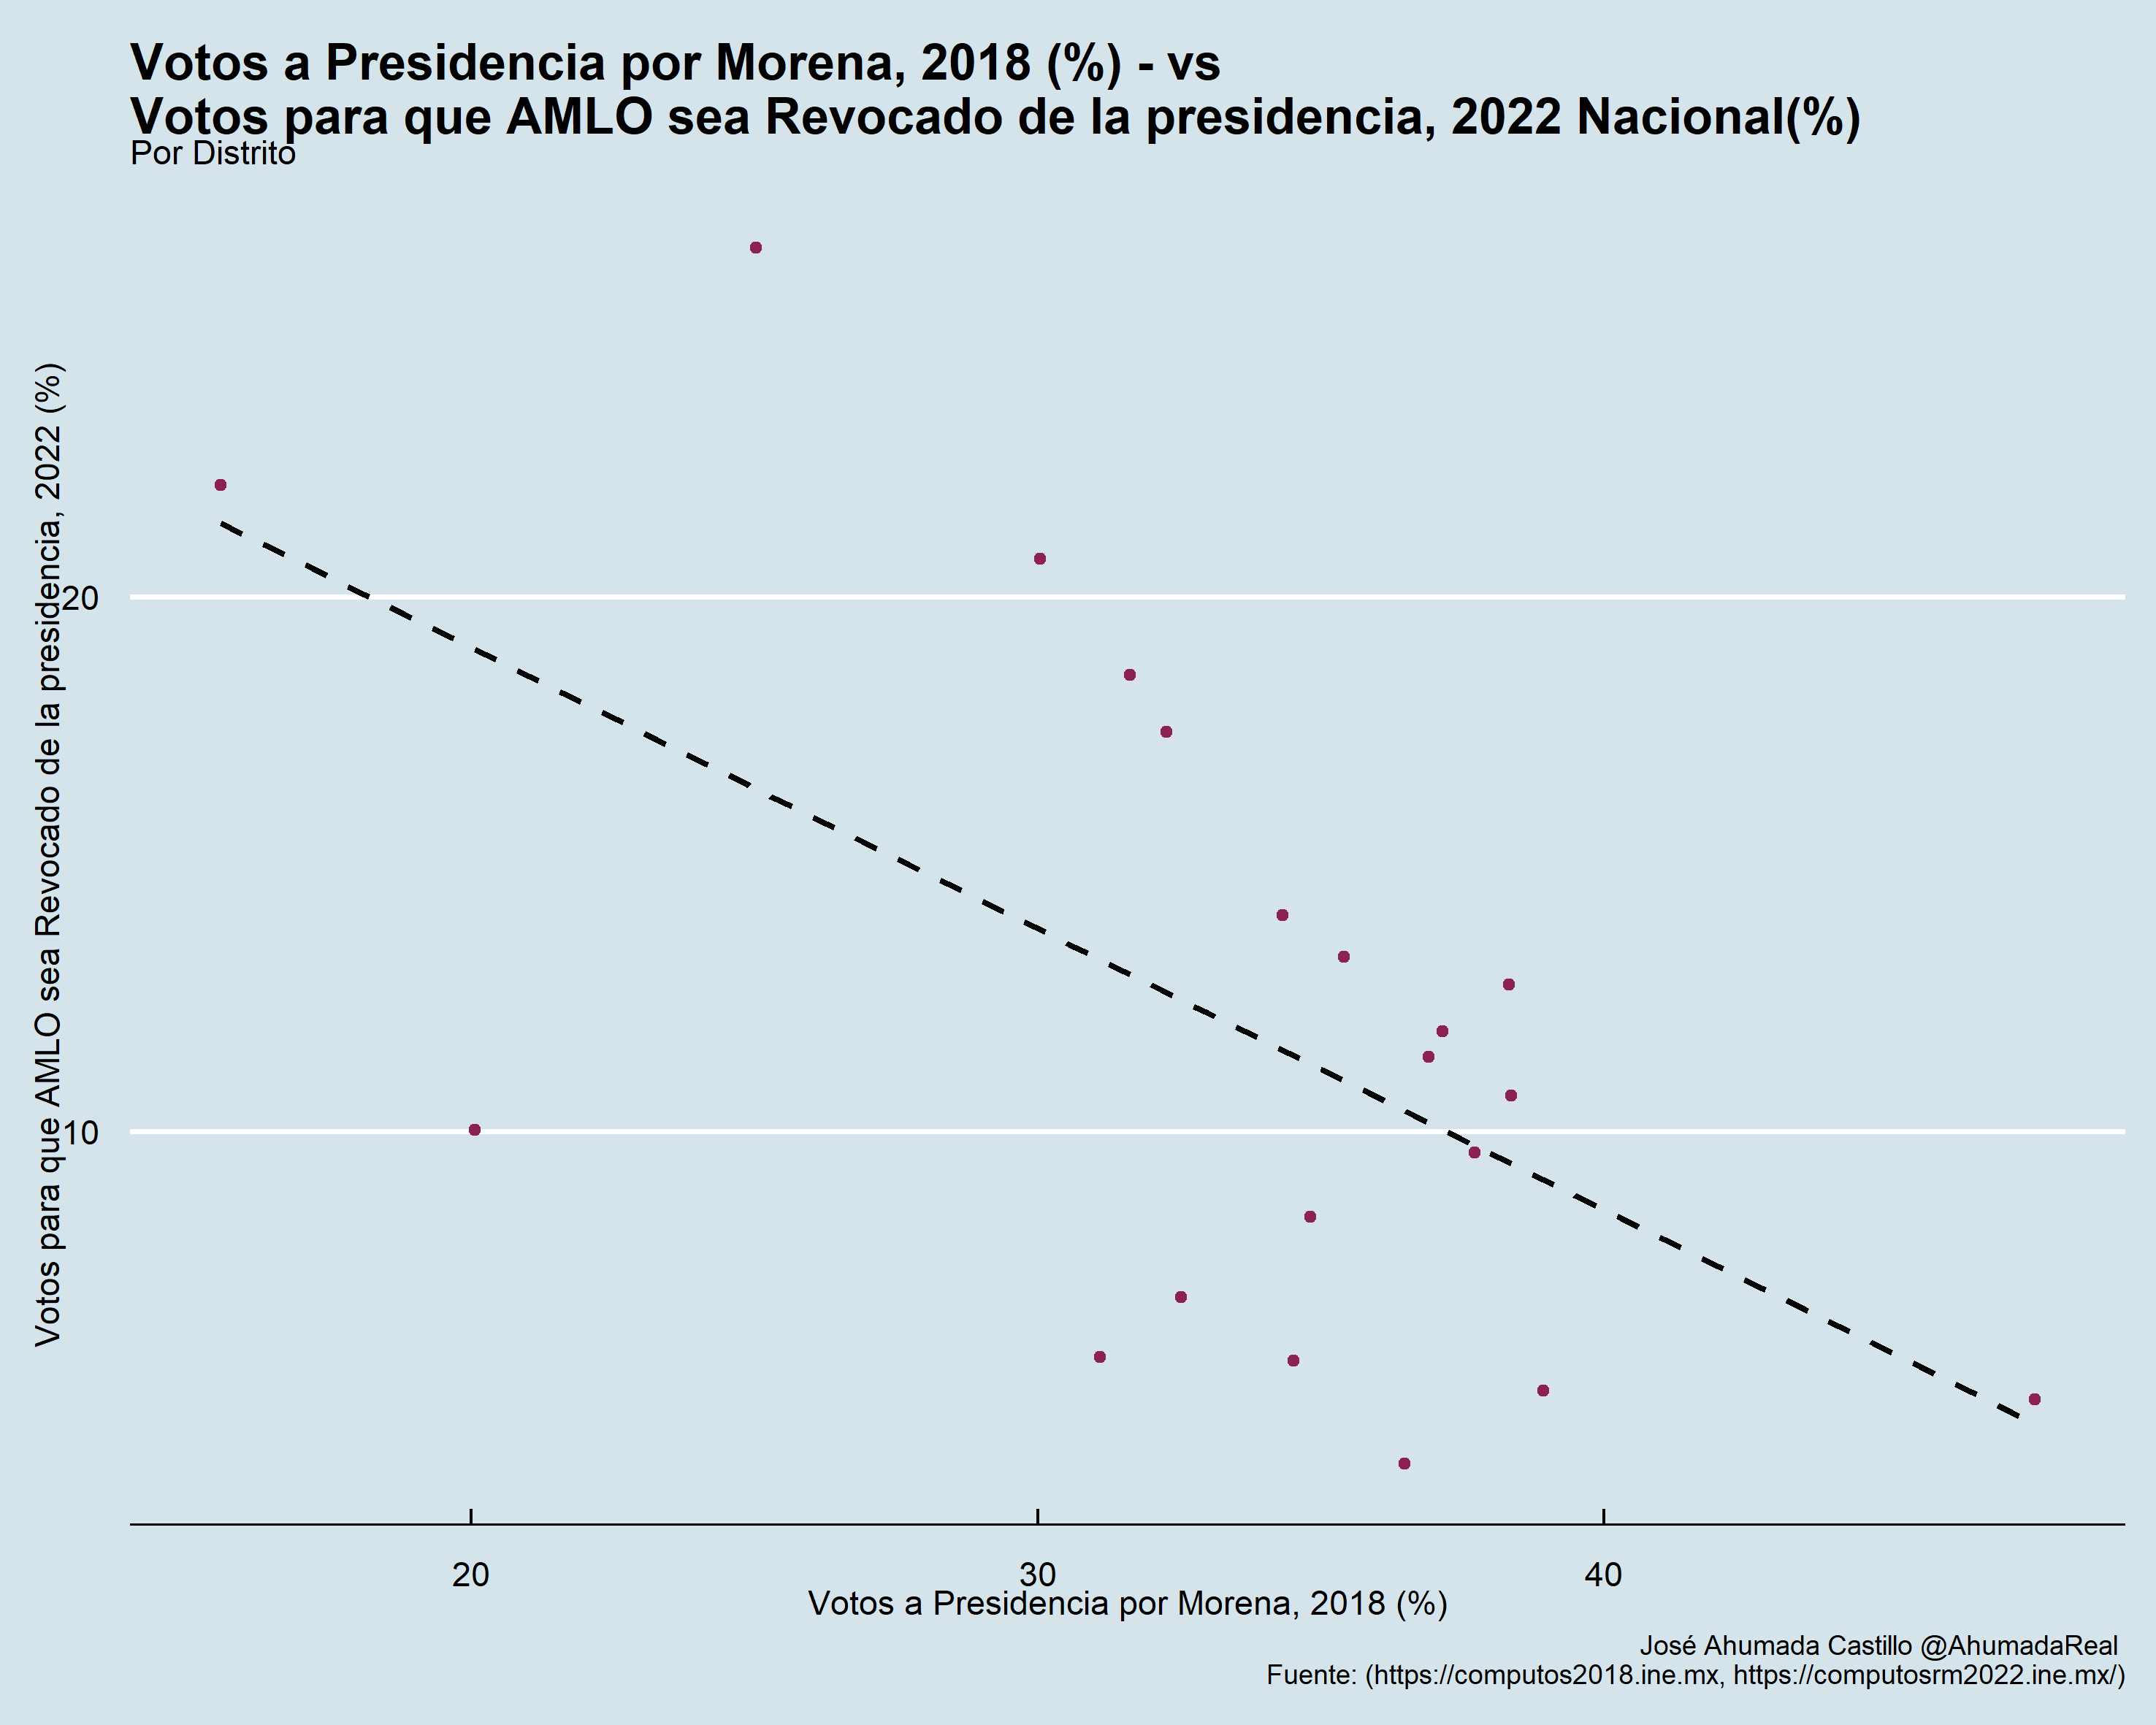 Votos a Presidencia por Morena, 2018 (%) - vs
Votos para que AMLO sea Revocado de la presidencia, 2022 Nacional(%)
Por Distrito
Votos para que AMLO sea Revocado de la presidencia, 2022 (%)
20
10
20
30
40
Votos a Presidencia por Morena, 2018 (%)
José Ahumada Castillo @AhumadaReal
Fuente: (https://computos2018.ine.mx, https://computosrm2022.ine.mx/)